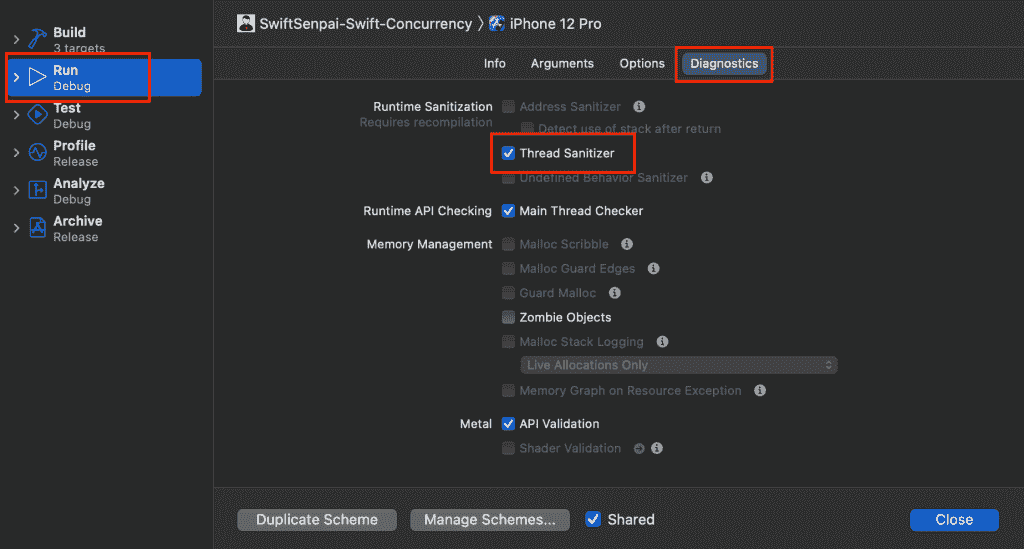 SwiftSenpai-Swift-Concurrency 〉 iPhone 12 Pro
Build
3 targets
Run
Debug
Test
Debug
Profile
Release
Analyze
Debug
Archive
Release
Info Arguments Options Diagnostics
Runtime Sanitization Address Sanitizer
Requires recompilation
Detect use of stack after return
Thread Sanitizer
Undefined Behavior Sanitizer
Runtime API Checking Main Thread Checker
Memory Management Malloc Scribble
Malloc Guard Edges
Guard Malloc
Zombie Objects
Malloc Stack Logging
Live Allocations Only
Memory Graph on Resource Exception
Metal API Validation
Shader Validation
Duplicate Scheme Manage Schemes... Shared Close